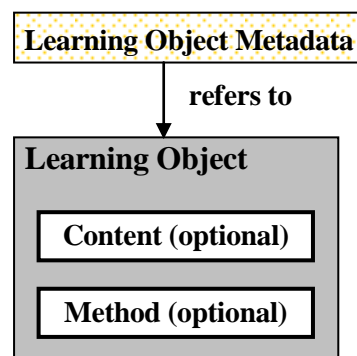 Learning Object Metadata
refers to
Learning Object
Content (optional)
Method (optional)